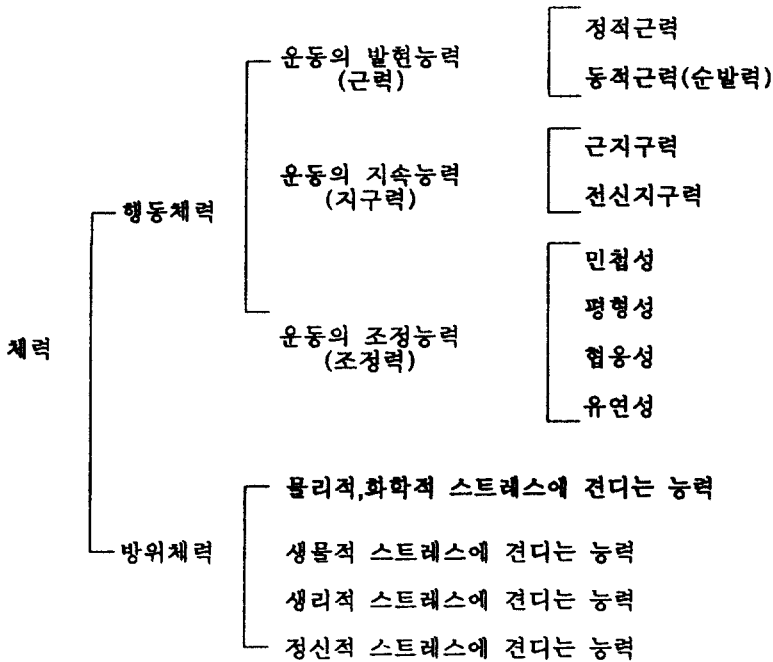 정적근력
운동의 발현능력
(근력)
동적근력(순발력)
근지구력
운동의 지속능력
(지구력)
전신지구력
행동체력
민첩성
평형성
운동의 조정능력
(조정력)
체력
협응성
유연성
물리적,화학적 스트레스에 견디는 능력
방위체력
생물적 스트레스에 견디는 능력
생리적 스트레스에 견디는 능력
정신적 스트레스에 견디는 능력